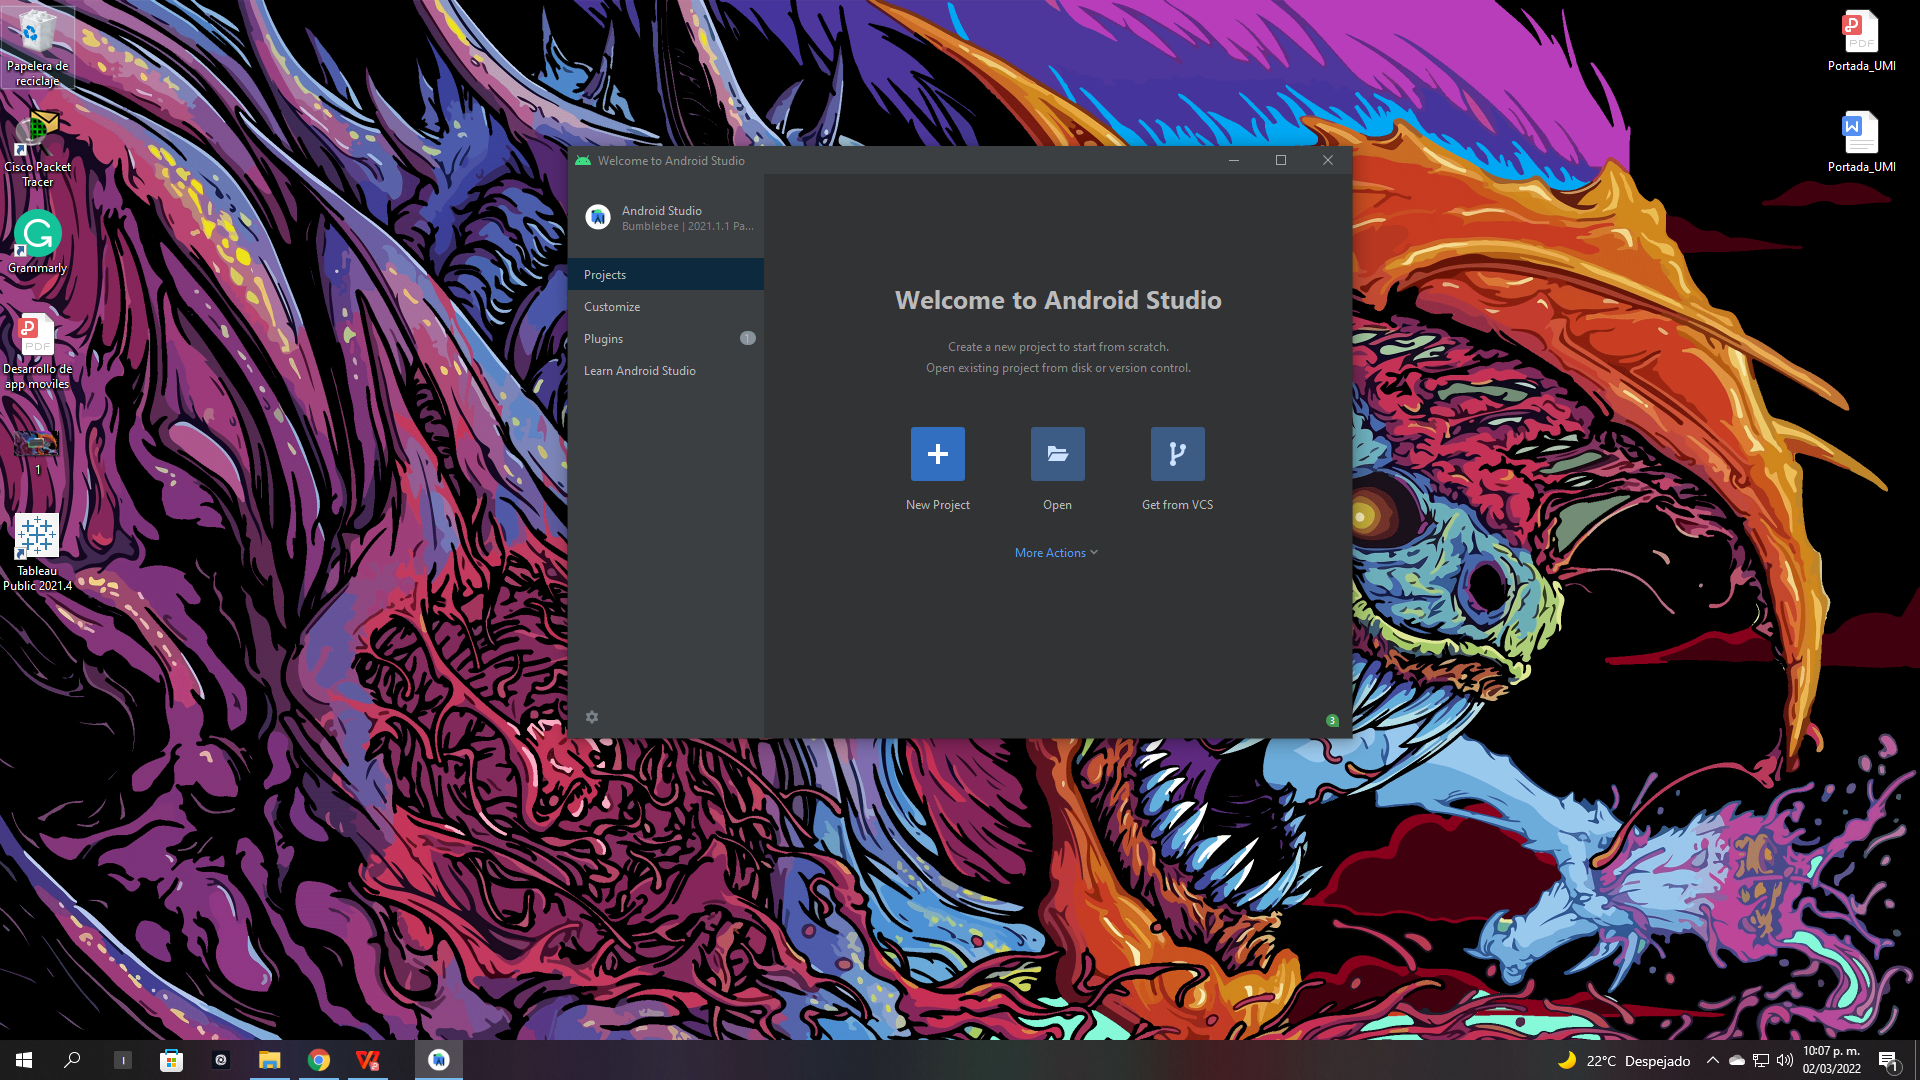 Papelera de
reciclaje
Cisco Packet
Tracer
Grammarly
PDF
Desarrollo de
app moviles
1
Tableau
Public 2021.4
PDF
Portada_UMI
W
Portada_UMI
Welcome to Android Studio
Android Studio
Bumblebee | 2021.1.1 Pa...
Projects
Customize
Plugins
1
Learn Android Studio
Welcome to Android Studio
Create a new project to start from scratch.
Open existing project from disk or version control.
New Project
Open
Get from VCS
More Actions
3
22°C Despejado
10:07 p. m.
02/03/2022
1